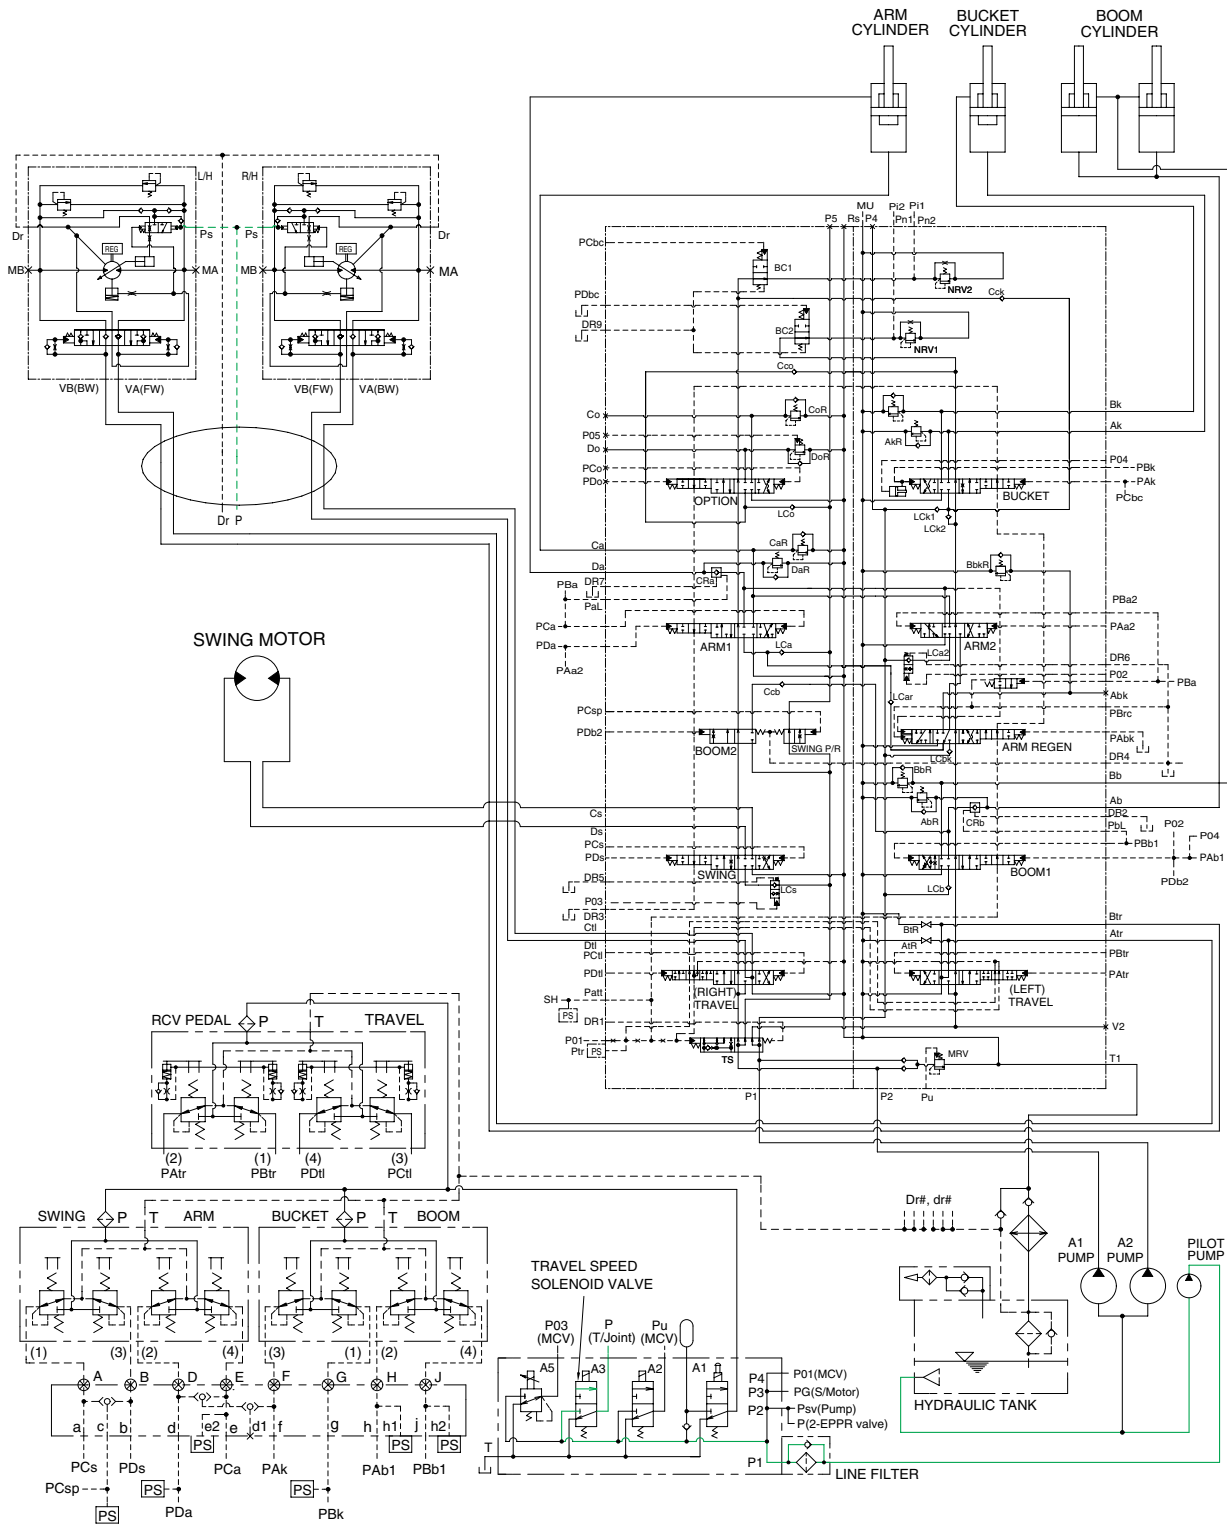 ARM
CYLINDER
BUCKET
CYLINDER
BOOM
CYLINDER
L/H
R/H
Dr
Ps
Ps
Dr
REG
REG
MB
MA
MB
MA
VB(BW)
VA(FW)
VB(FW)
VA(BW)
Dr P
P5
Rs
MU
P4
Pi2
Pn1
Pi1
Pn2
PCbc
BC1
NRV2
Cck
PDbc
DR9
BC2
NRV1
Cco
Co
CoR
P05
Do
DoR
PCo
PDo
OPTION
LCo
Bk
Ak
AkR
P04
PBk
PAk
PCbc
BUCKET
LCk1
LCk2
Ca
CaR
Da
DaR
CRa
BbkR
PBa
DR7
PaL
PCa
PDa
PAa2
ARM1
LCa
PBa2
PAa2
ARM2
LCa2
DR6
P02
PBa
Ccb
LCar
Abk
PBrc
PCsp
PDb2
BOOM2
SWING P/R
PAbk
ARM REGEN
LCbk
DR4
BbR
Bb
Ab
AbR
CRb
DR2
PbL
PBb1
P02
P04
PAb1
PDb2
SWING MOTOR
Cs
Ds
PCs
PDs
SWING
BOOM1
DR5
LCs
LCb
P03
DR3
Ctl
Btr
BtR
Atr
AtR
Dtl
PCtl
PBtr
PDtl
PAtr
(RIGHT)
TRAVEL
(LEFT)
TRAVEL
Patt
SH
PS
DR1
V2
P01
Ptr
PS
TS
MRV
T1
P1
P2
Pu
RCV PEDAL
P
T
TRAVEL
(2)
(1)
(4)
(3)
PAtr
PBtr
PDtl
PCtl
SWING
P
T
ARM
BUCKET
P
T
BOOM
(1)
(3)
(2)
(4)
(3)
(1)
(2)
(4)
A
B
D
E
F
G
H
J
a
c
b
d
e2
e
d1
f
g
h
h1
j
h2
PS
PS
PS
PCs
PDs
PCa
PAk
PAb1
PBb1
PCsp
PS
PS
PDa
PS
PBk
TRAVEL SPEED
SOLENOID VALVE
P03
(MCV)
P
(T/Joint)
Pu
(MCV)
A5
A3
A2
A1
P4
P01(MCV)
P3
PG(S/Motor)
P2
Psv(Pump)
P(2-EPPR valve)
T
P1
LINE FILTER
Dr#, dr#
A1
PUMP
A2
PUMP
PILOT
PUMP
HYDRAULIC TANK